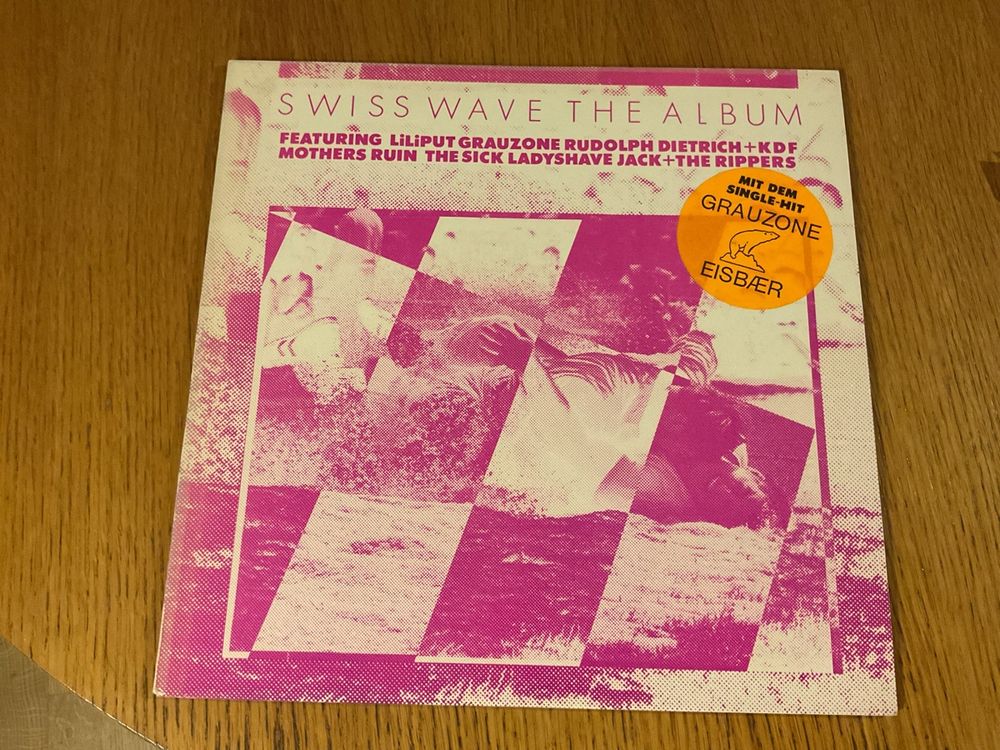 SWISS WAVE THE ALBUM
FEATURING LiLiPUT GRAUZONE RUDOLPH DIETRICH+KDF
MOTHERS RUIN THE SICK LADYSHAVE JACK+THE RIPPERS
MIT DEM
SINGLE-HIT
GRAUZONE
EISBÆR